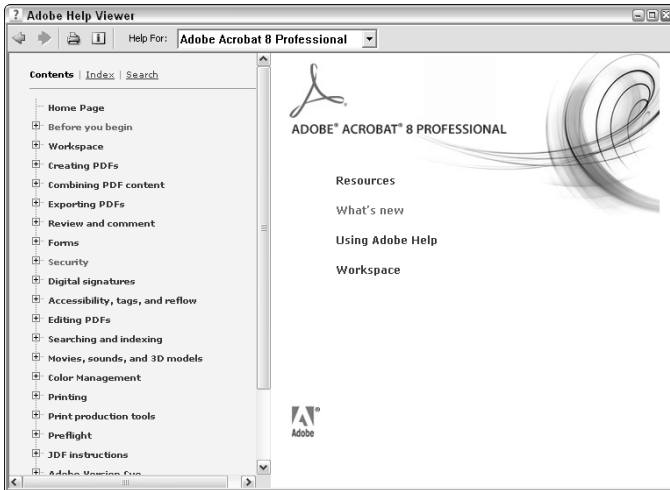 ? Adobe Help Viewer
Help For: Adobe Acrobat 8 Professional
Contents | Index | Search
Home Page
Before you begin
Workspace
Creating PDFs
Combining PDF content
Exporting PDFs
Review and comment
Forms
Security
Digital signatures
Accessibility, tags, and reflow
Editing PDFs
Searching and indexing
Movies, sounds, and 3D models
Color Management
Printing
Print production tools
Preflight
JDF instructions
Adobe Version Cue
ADOBE® ACROBAT® 8 PROFESSIONAL
Resources
What's new
Using Adobe Help
Workspace
Adobe